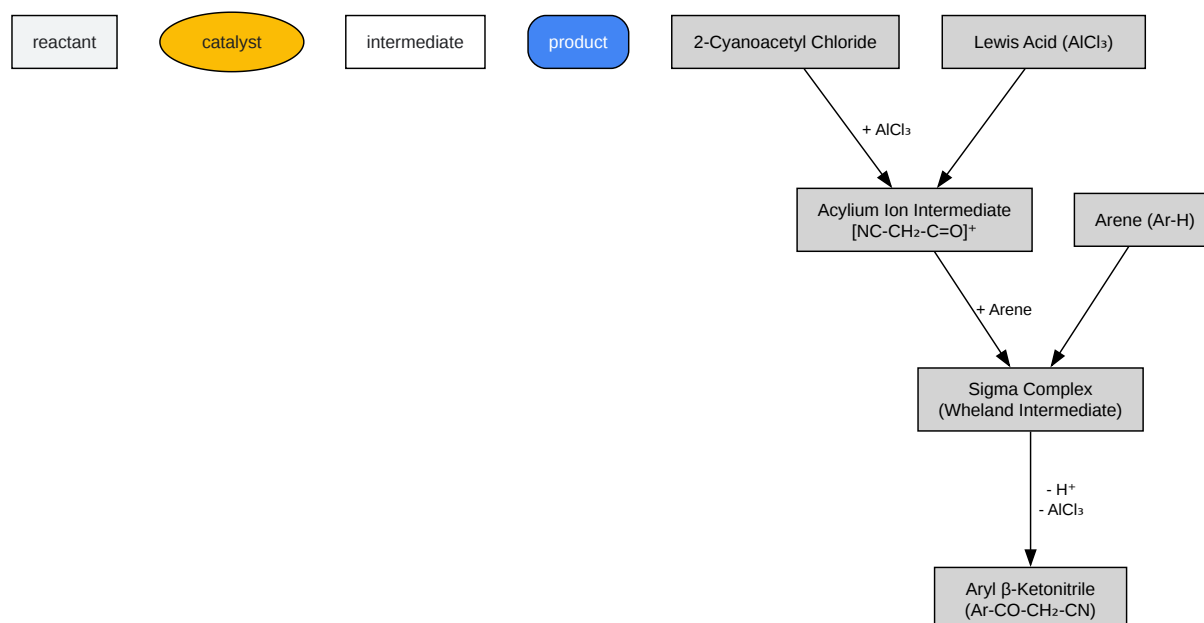 reactant
catalyst
intermediate
product
2-Cyanoacetyl Chloride
Lewis Acid (AlCl₃)
+ AlCl₃
Acylium Ion Intermediate
[NC-CH₂-C=O]⁺
Arene (Ar-H)
+ Arene
Sigma Complex
(Wheland Intermediate)
- H⁺
- AlCl₃
Aryl β-Ketonitrile
(Ar-CO-CH₂-CN)